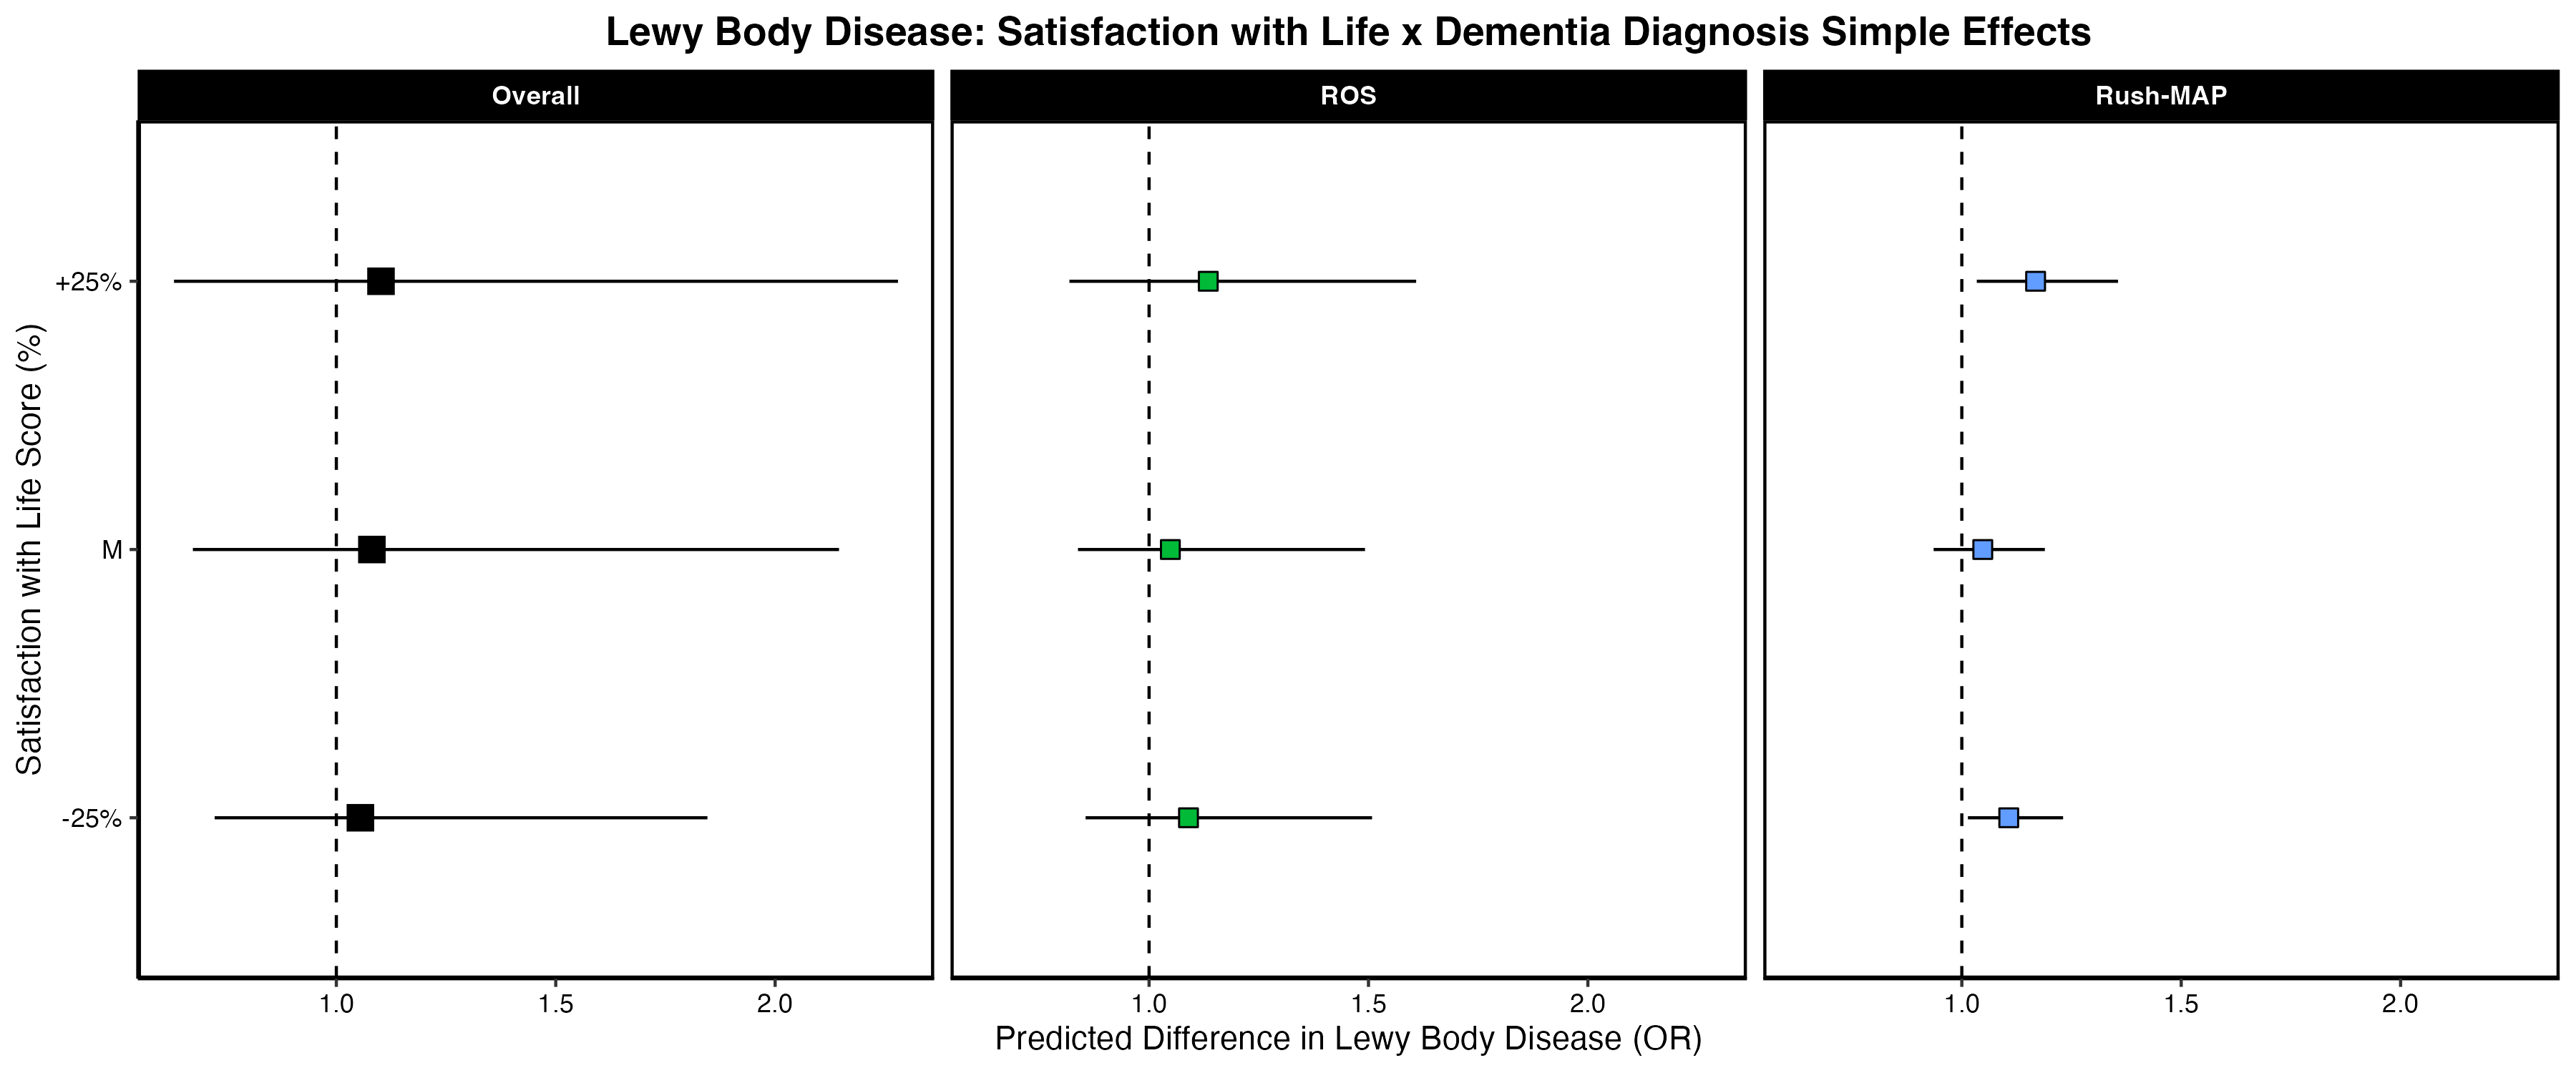 Lewy Body Disease: Satisfaction with Life x Dementia Diagnosis Simple Effects
Overall
ROS
Rush-MAP
Satisfaction with Life Score (%)
+25%
M
-25%
1.0 1.5 2.0
1.0 1.5 2.0
1.0 1.5 2.0
Predicted Difference in Lewy Body Disease (OR)